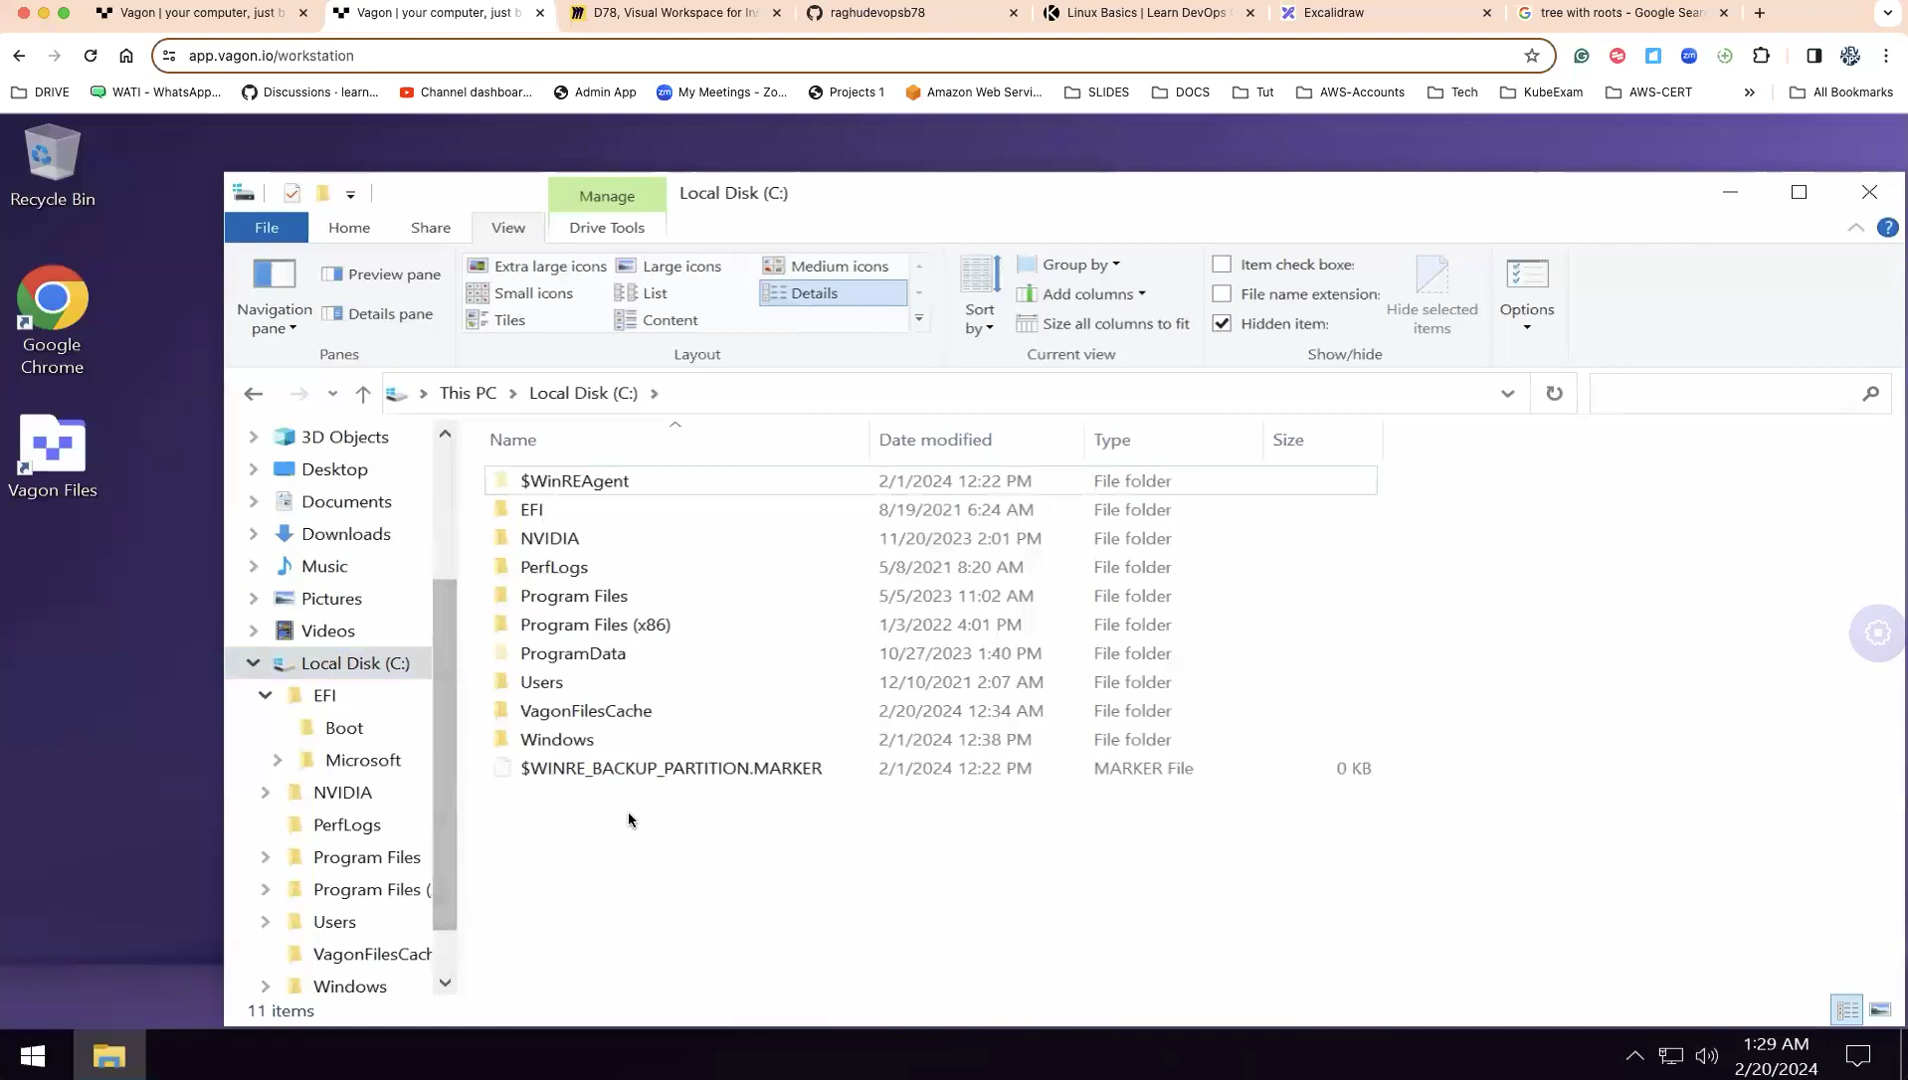 Vagon | your computer, just b
Vagon | your computer, just b
D78, Visual Workspace for In
raghudevopsb78
Linux Basics | Learn DevOps
Excalidraw
tree with roots - Google Sear
app.vagon.io/workstation
DRIVE
WATI - WhatsApp...
Discussions · learn...
Channel dashboar...
Admin App
My Meetings - Zo...
Projects 1
Amazon Web Servi...
SLIDES
DOCS
Tut
AWS-Accounts
Tech
KubeExam
AWS-CERT
All Bookmarks
Recycle Bin
Google
Chrome
Vagon Files
Manage
Local Disk (C:)
File
Home
Share
View
Drive Tools
Navigation
pane
Preview pane
Details pane
Panes
Extra large icons
Large icons
Medium icons
Small icons
List
Details
Tiles
Content
Layout
Sort
by
Group by
Add columns
Size all columns to fit
Current view
Item check boxe:
File name extension:
Hidden item:
Hide selected
items
Show/hide
Options
This PC
Local Disk (C:)
3D Objects
Desktop
Documents
Downloads
Music
Pictures
Videos
Local Disk (C:)
EFI
Boot
Microsoft
NVIDIA
PerfLogs
Program Files
Program Files (
Users
VagonFilesCach
Windows
Name Date modified Type Size
$WinREAgent 2/1/2024 12:22 PM File folder
EFI 8/19/2021 6:24 AM File folder
NVIDIA 11/20/2023 2:01 PM File folder
PerfLogs 5/8/2021 8:20 AM File folder
Program Files 5/5/2023 11:02 AM File folder
Program Files (x86) 1/3/2022 4:01 PM File folder
ProgramData 10/27/2023 1:40 PM File folder
Users 12/10/2021 2:07 AM File folder
VagonFilesCache 2/20/2024 12:34 AM File folder
Windows 2/1/2024 12:38 PM File folder
$WINRE_BACKUP_PARTITION.MARKER 2/1/2024 12:22 PM MARKER File 0 KB
11 items
1:29 AM
2/20/2024